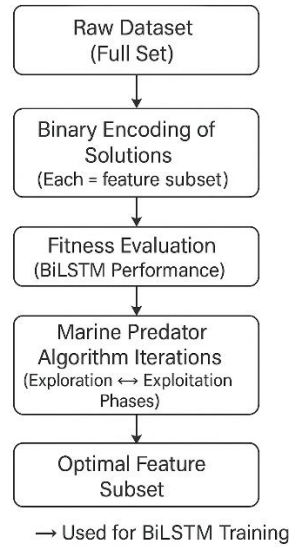 Raw Dataset
(Full Set)
Binary Encoding of
Solutions
(Each = feature subset)
Fitness Evaluation
(BiLSTM Performance)
Marine Predator
Algorithm Iterations
(Exploration ↔ Exploitation
Phases)
Optimal Feature
Subset
→ Used for BiLSTM Training